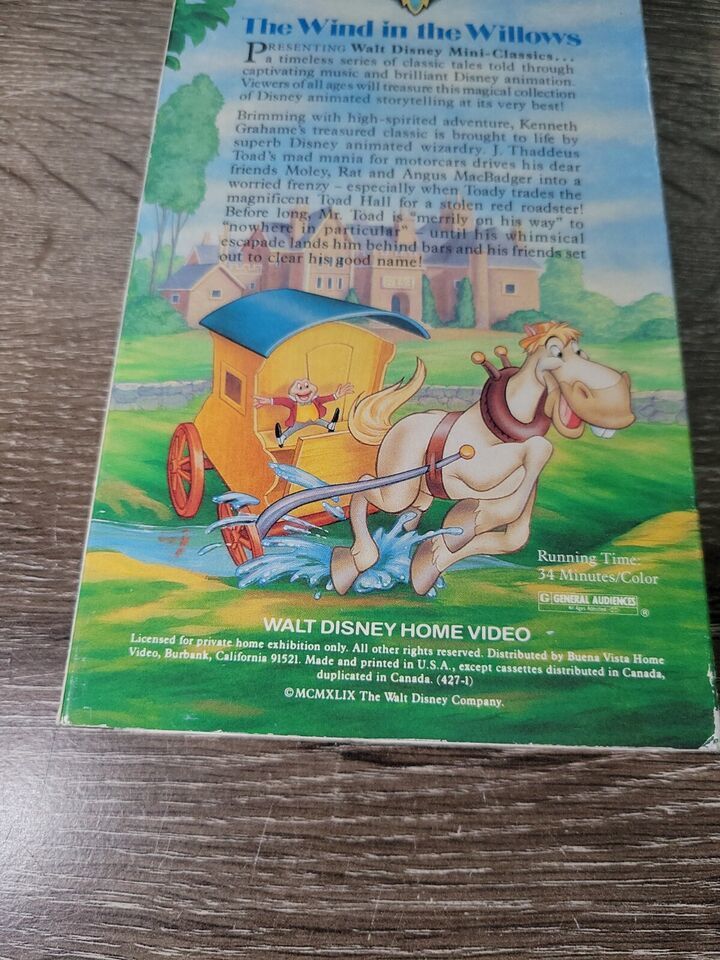 The Wind in the Willows
PRESENTING Walt Disney Mini-Classics...
a timeless series of classic tales told through
captivating music and brilliant Disney animation.
Viewers of all ages will treasure this magical collection
of Disney animated storytelling at its very best!
Brimming with high-spirited adventure, Kenneth
Grahame's treasured classic is brought to life by
superb Disney animated wizardry. J. Thaddeus
Toad's mad mania for motorcars drives his dear
friends Moley, Rat and Angus MacBadger into a
worried frenzy – especially when Toady trades the
magnificent Toad Hall for a stolen red roadster!
Before long, Mr. Toad is "merrily on his way" to
"nowhere particular" until his whimsical
escapade lands him behind bars and his friends set
out to clear his good name!
Running Time:
34 Minutes/Color
G GENERAL AUDIENCES
All Ages Admitted
®
WALT DISNEY HOME VIDEO
Licensed for private home exhibition only. All other rights reserved. Distributed by Buena Vista Home
Video, Burbank, California 91521. Made and printed in U.S.A., except cassettes distributed in Canada,
duplicated in Canada. (427-1)
©MCMXLIX The Walt Disney Company.